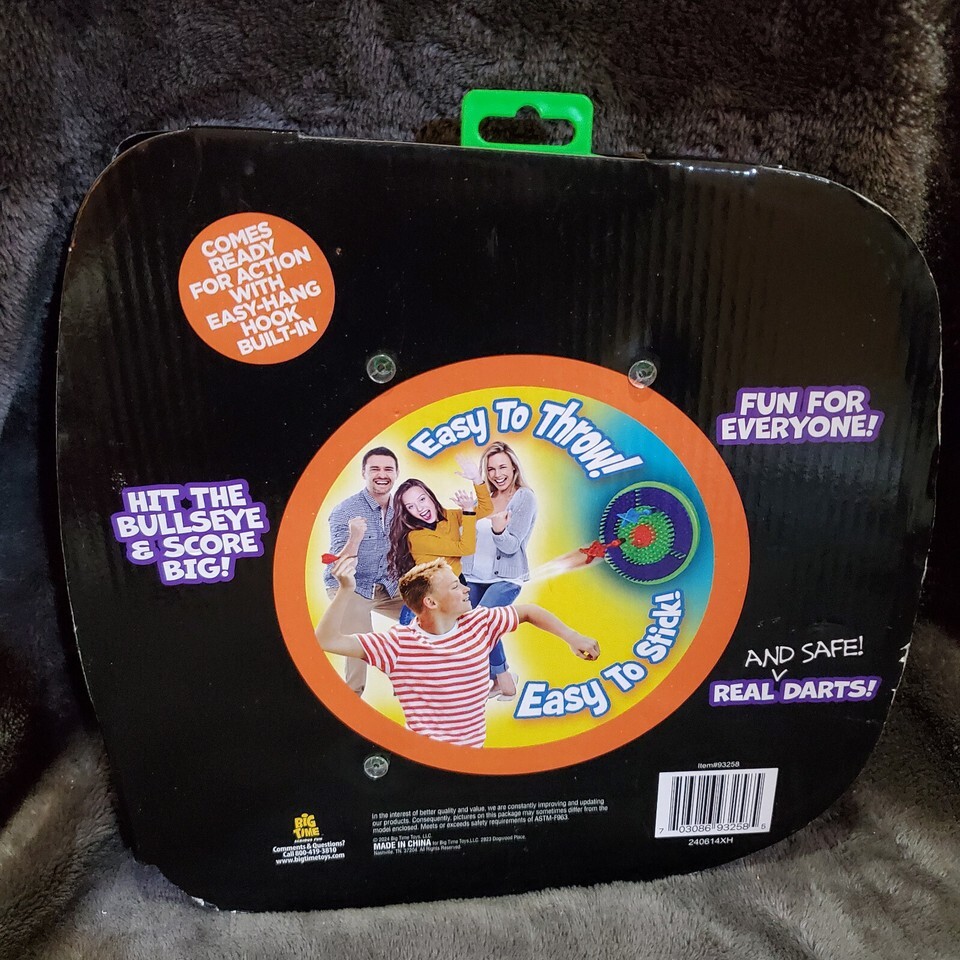 COMES
READY
FOR ACTION
WITH
EASY-HANG
HOOK
BUILT-IN
Easy To Throw!
FUN FOR
EVERYONE!
HIT THE
BULLSEYE
& SCORE
BIG!
Easy To Stick!
AND SAFE!
REAL DARTS!
Item#93258
7 03086 93258 5
240614XH
BIG
TIME
SERIOUS FUN
Comments & Questions?
Call 800-419-3810
www.bigtimetoys.com
In the interest of better quality and value, we are constantly improving and updating
our products. Consequently, pictures on this package may sometimes differ from the
model enclosed. Meets or exceeds safety requirements of ASTM-F963.
© 2024 Big Time Toys, LLC.
MADE IN CHINA for Big Time Toys,LLC. 2823 Dogwood Place,
Nashville, TN. 37204 All Rights Reserved.